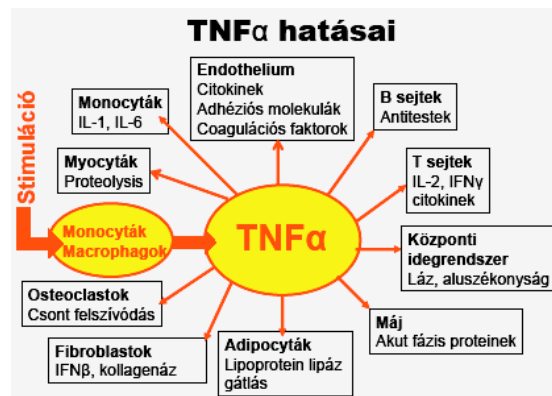 TNFα hatásai
Stimuláció
Monocyták
IL-1, IL-6
Endothelium
Citokinek
Adhéziós molekulák
Coagulációs faktorok
B sejtek
Antitestek
Myocyták
Proteolysis
T sejtek
IL-2, IFNγ
citokinek
Monocyták
Macrophagok
TNFα
Központi
idegrendszer
Láz, aluszékonyság
Osteoclastok
Csont felszívódás
Máj
Akut fázis proteinek
Fibroblastok
IFNβ, kollagenáz
Adipocyták
Lipoprotein lipáz
gátlás